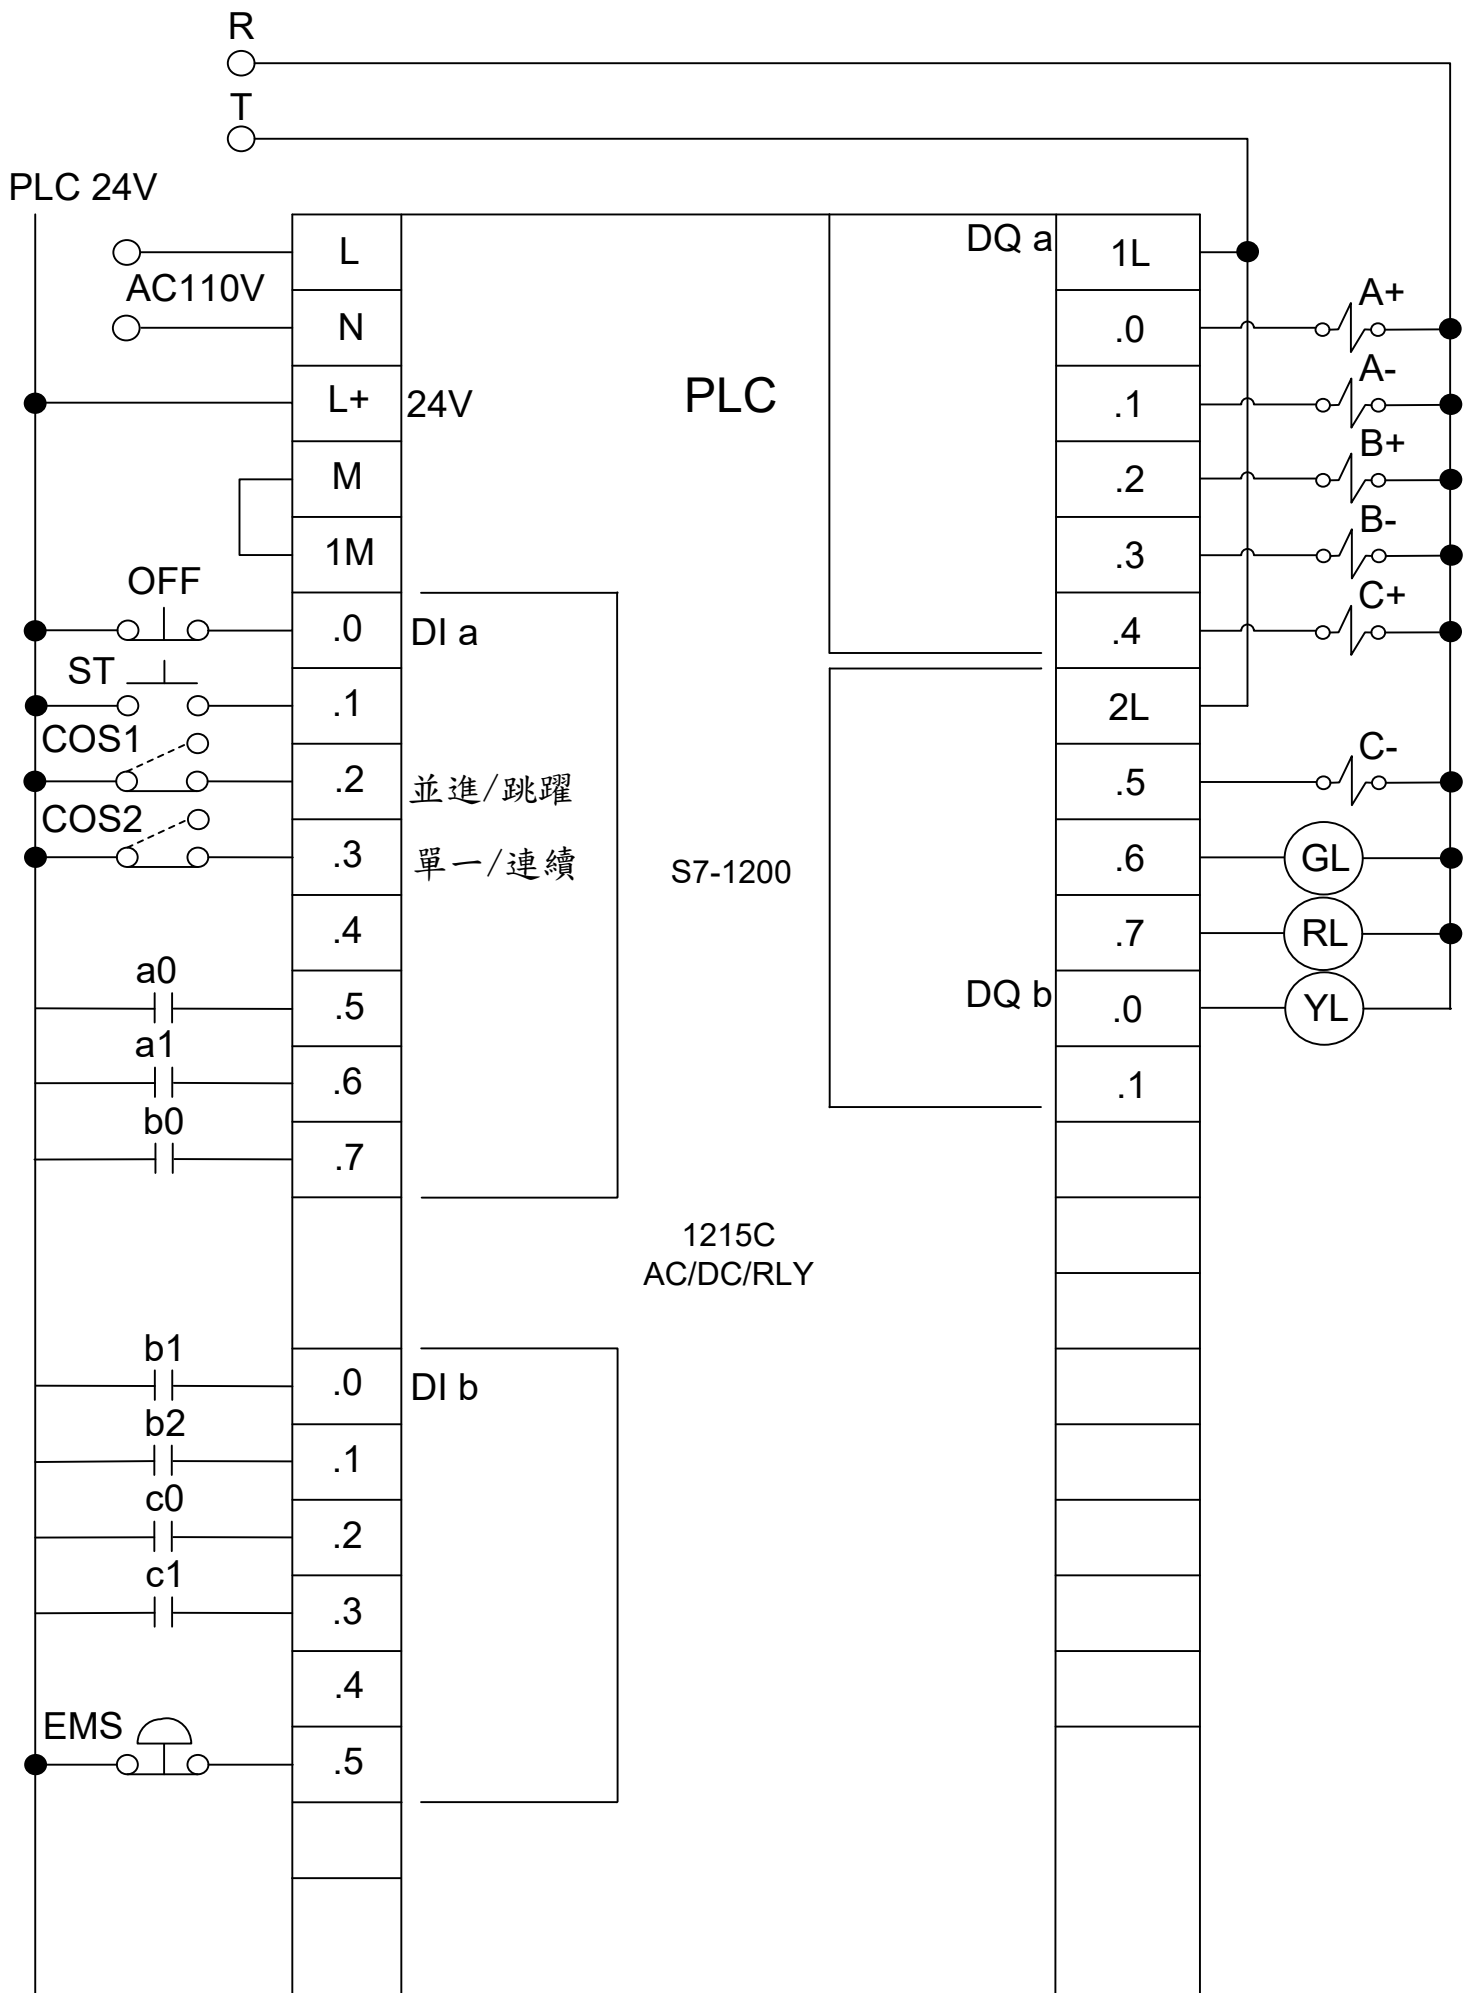 R
T
PLC 24V
L
AC110V
N
L+ 24V
M
1M
OFF
.0 DI a
ST
.1
COS1
.2 並進/跳躍
COS2
.3 單一/連續
.4
a0
.5
a1
.6
b0
.7
b1
.0 DI b
b2
.1
c0
.2
c1
.3
.4
EMS
.5
PLC
S7-1200
1215C
AC/DC/RLY
DQ a 1L
A+
.0
A-
.1
B+
.2
B-
.3
C+
.4
2L
C-
.5
.6 GL
.7 RL
DQ b .0 YL
.1